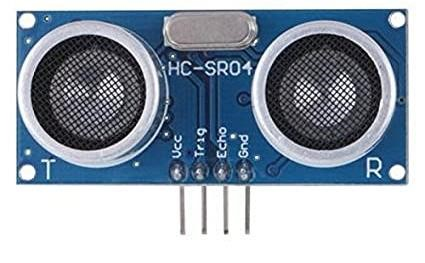 HC-SR04
Vcc
Trig
Echo
Gnd
T
R